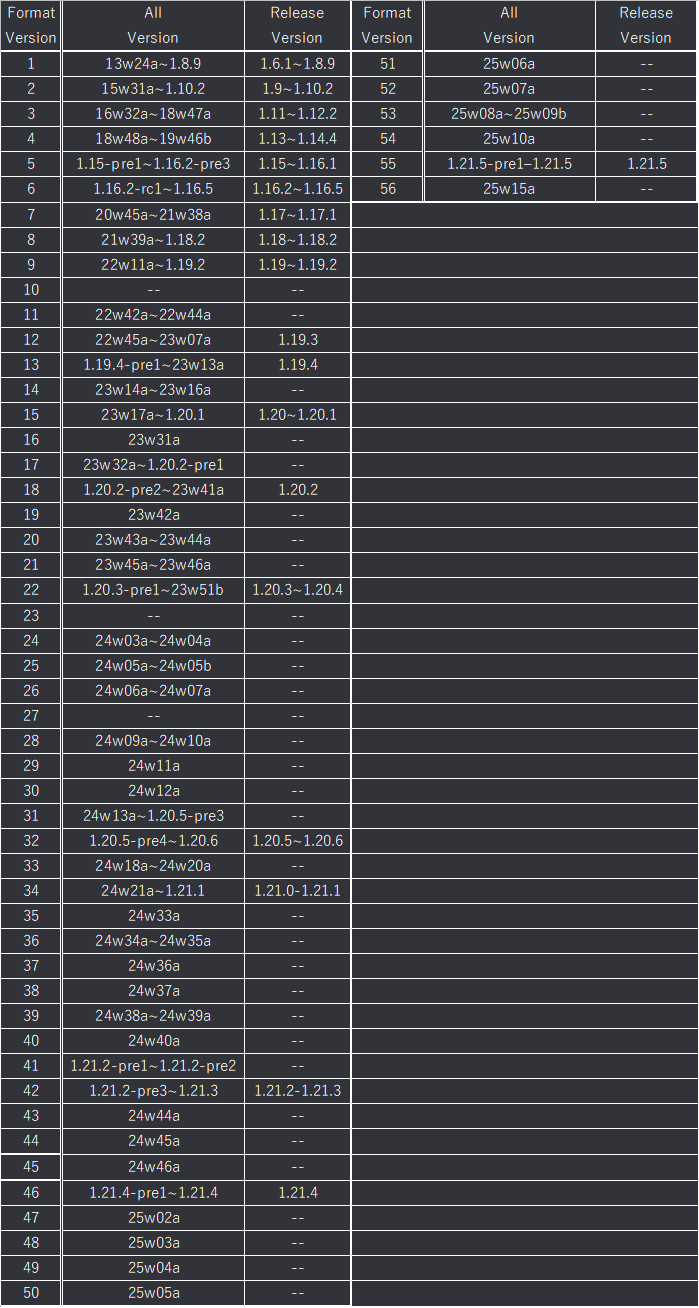 Format All Release Format All Release
Version Version Version Version Version Version
1 13w24a~1.8.9 1.6.1~1.8.9 51 25w06a --
2 15w31a~1.10.2 1.9~1.10.2 52 25w07a --
3 16w32a~18w47a 1.11~1.12.2 53 25w08a~25w09b --
4 18w48a~19w46b 1.13~1.14.4 54 25w10a --
5 1.15-pre1~1.16.2-pre3 1.15~1.16.1 55 1.21.5-pre1–1.21.5 1.21.5
6 1.16.2-rc1~1.16.5 1.16.2~1.16.5 56 25w15a --
7 20w45a~21w38a 1.17~1.17.1
8 21w39a~1.18.2 1.18~1.18.2
9 22w11a~1.19.2 1.19~1.19.2
10 -- --
11 22w42a~22w44a --
12 22w45a~23w07a 1.19.3
13 1.19.4-pre1~23w13a 1.19.4
14 23w14a~23w16a --
15 23w17a~1.20.1 1.20~1.20.1
16 23w31a --
17 23w32a~1.20.2-pre1 --
18 1.20.2-pre2~23w41a 1.20.2
19 23w42a --
20 23w43a~23w44a --
21 23w45a~23w46a --
22 1.20.3-pre1~23w51b 1.20.3~1.20.4
23 -- --
24 24w03a~24w04a --
25 24w05a~24w05b --
26 24w06a~24w07a --
27 -- --
28 24w09a~24w10a --
29 24w11a --
30 24w12a --
31 24w13a~1.20.5-pre3 --
32 1.20.5-pre4~1.20.6 1.20.5~1.20.6
33 24w18a~24w20a --
34 24w21a~1.21.1 1.21.0-1.21.1
35 24w33a --
36 24w34a~24w35a --
37 24w36a --
38 24w37a --
39 24w38a~24w39a --
40 24w40a --
41 1.21.2-pre1~1.21.2-pre2 --
42 1.21.2-pre3~1.21.3 1.21.2-1.21.3
43 24w44a --
44 24w45a --
45 24w46a --
46 1.21.4-pre1~1.21.4 1.21.4
47 25w02a --
48 25w03a --
49 25w04a --
50 25w05a --